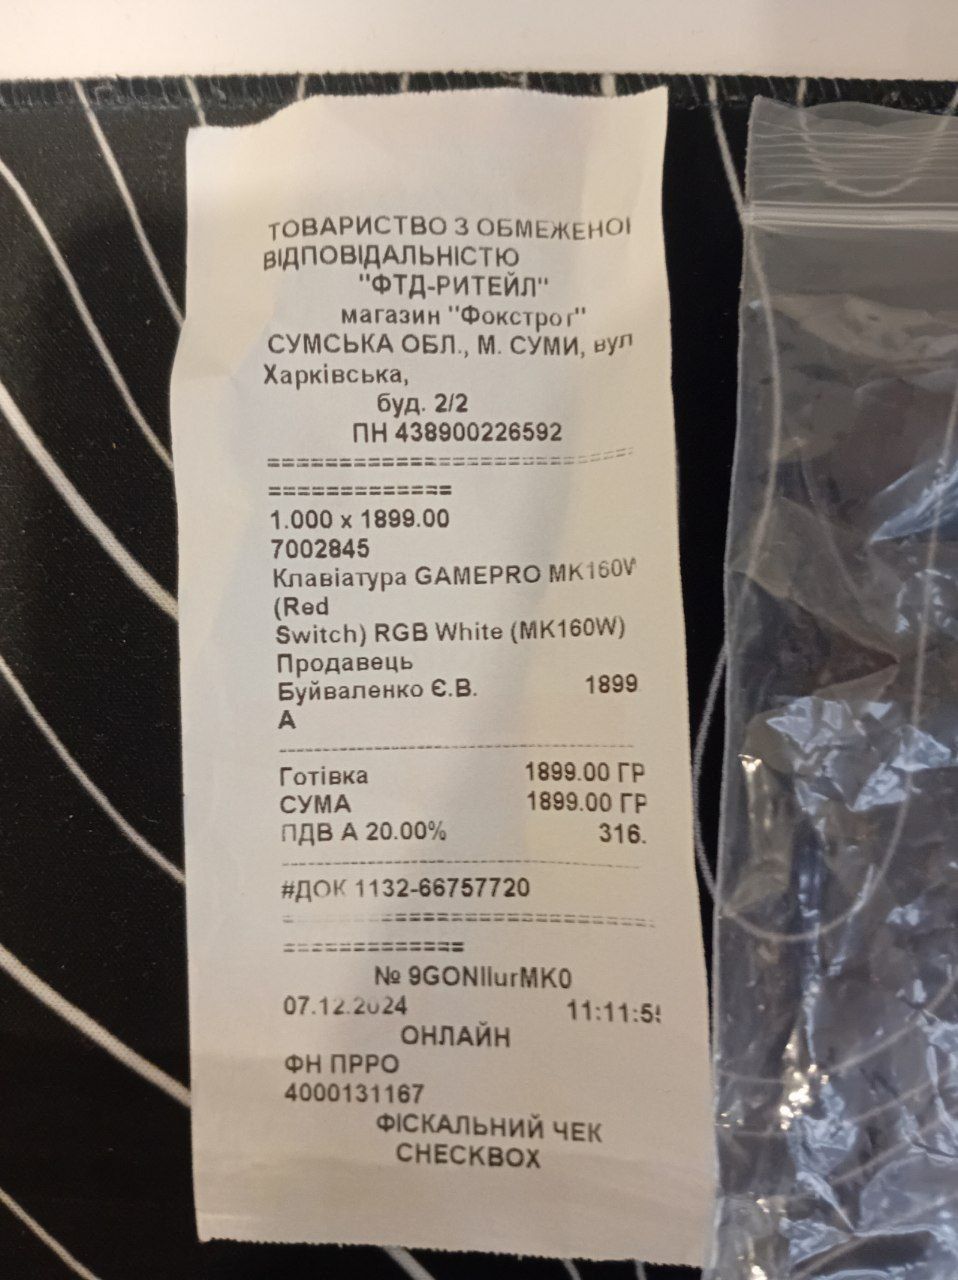 ТОВАРИСТВО З ОБМЕЖЕНОІ
ВІДПОВІДАЛЬНІСТЮ
"ФТД-РИТЕЙЛ"
магазин "Фокстрот"
СУМСЬКА ОБЛ., М. СУМИ, вул
Харківська,
буд. 2/2
ПН 438900226592
==============================
=============
1.000 x 1899.00
7002845
Клавіатура GAMEPRO MK160W
(Red
Switch) RGB White (MK160W)
Продавець
Буйваленко Є.В. 1899
А
Готівка 1899.00 ГР
СУМА 1899.00 ГР
ПДВ А 20.00% 316.
#ДОК 1132-66757720
==============================
=============
№ 9GONIlurMK0
07.12.2024 11:11:5
ОНЛАЙН
ФН ПРРО
4000131167
ФІСКАЛЬНИЙ ЧЕК
CHECKBOX